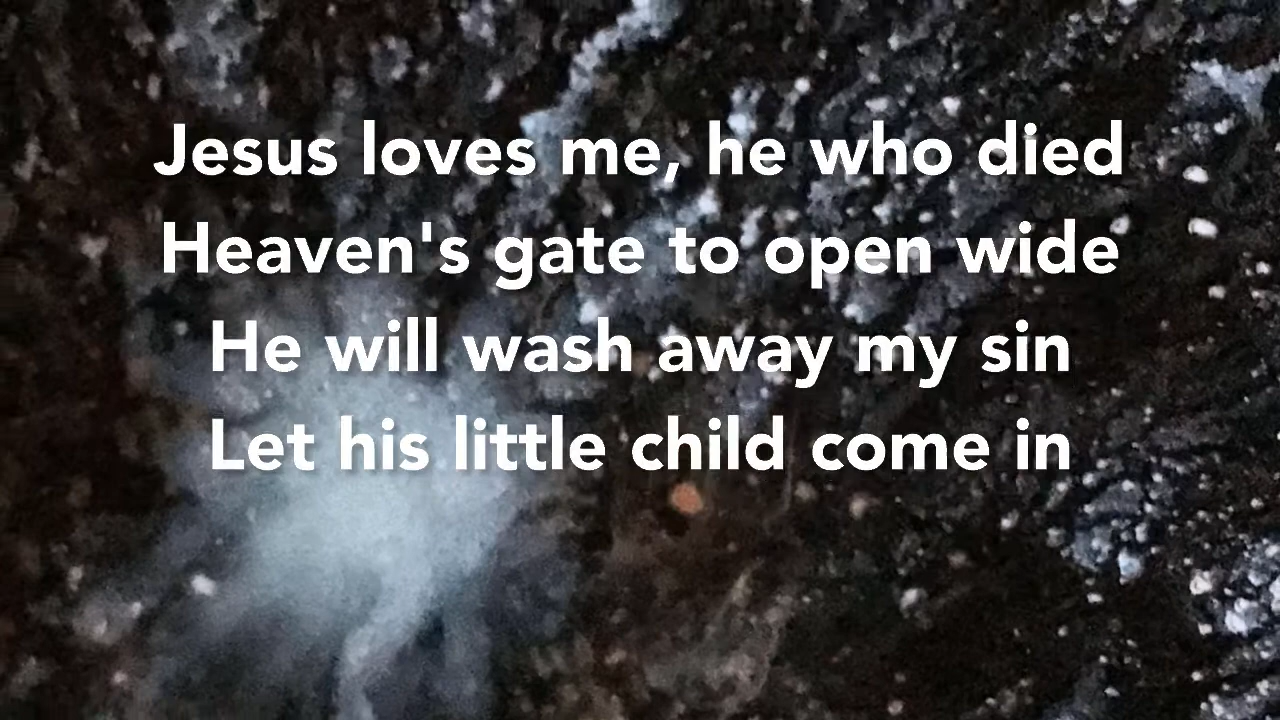 Jesus loves me, he who died
Heaven's gate to open wide
He will wash away my sin
Let his little child come in